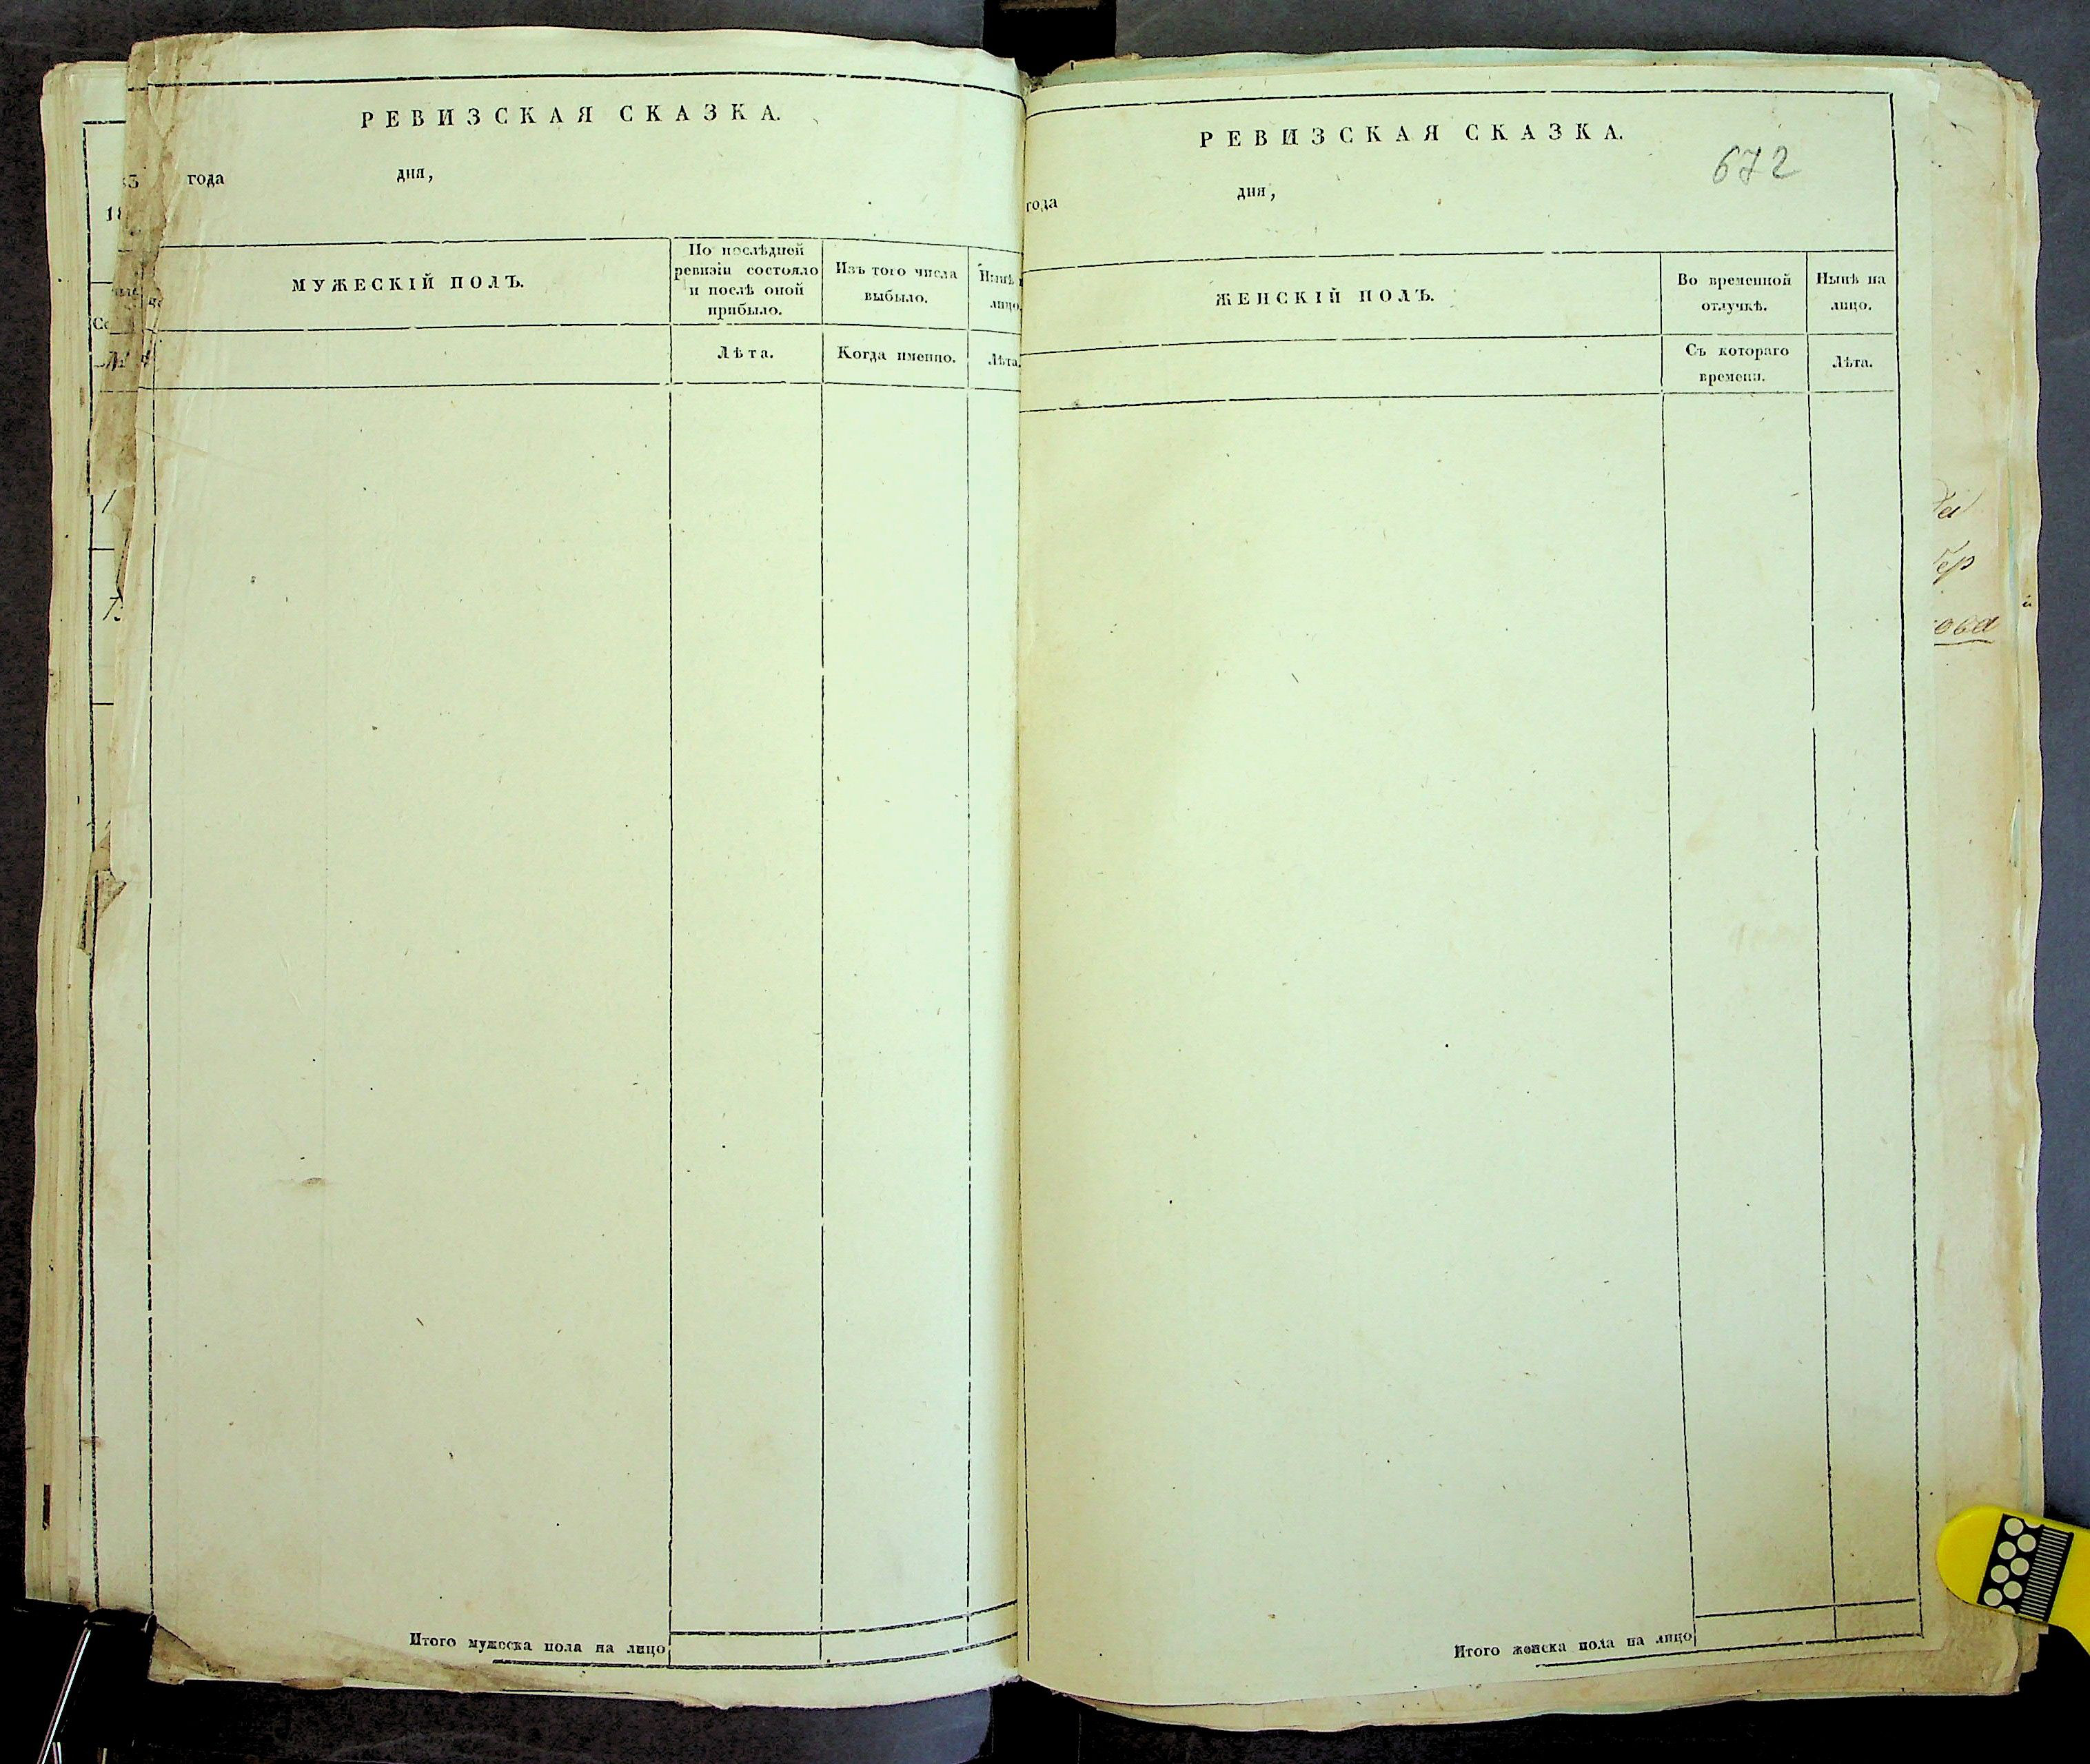 РЕВИЗСКАЯ СКАЗКА.
года дня,
МУЖЕСКІЙ ПОЛЪ.
По послѣдней
ревизіи состояло
и послѣ оной
прибыло.
Изъ того числа
выбыло.
Нынѣ
лицо
Лѣта.
Когда именно.
Лѣта.
Итого мужеска пола на лицо
РЕВИЗСКАЯ СКАЗКА.
672
года дня,
ЖЕНСКІЙ ПОЛЪ.
Во временной
отлучкѣ.
Нынѣ на
лицо.
Съ котораго
времени.
Лѣта.
Итого женска пола на лицо